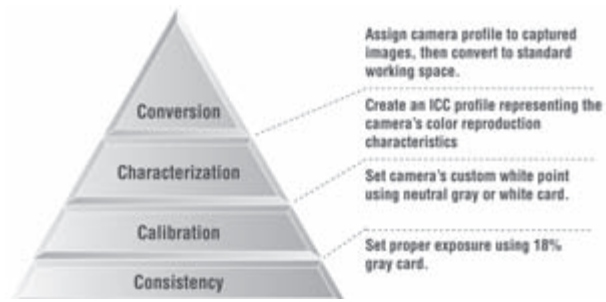 Conversion
Assign camera profile to captured
images, then convert to standard
working space.
Characterization
Create an ICC profile representing the
camera's color reproduction
characteristics
Calibration
Set camera's custom white point
using neutral gray or white card.
Consistency
Set proper exposure using 18%
gray card.